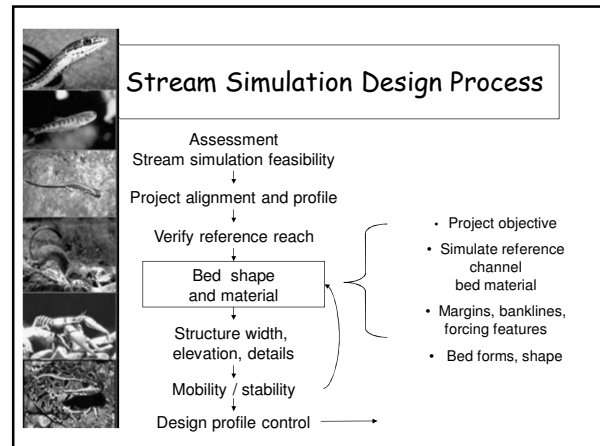 Stream Simulation Design Process
Assessment
Stream simulation feasibility
Project alignment and profile
Verify reference reach
Bed shape
and material
Structure width,
elevation, details
Mobility / stability
Design profile control
• Project objective
• Simulate reference
channel
bed material
• Margins, banklines,
forcing features
• Bed forms, shape